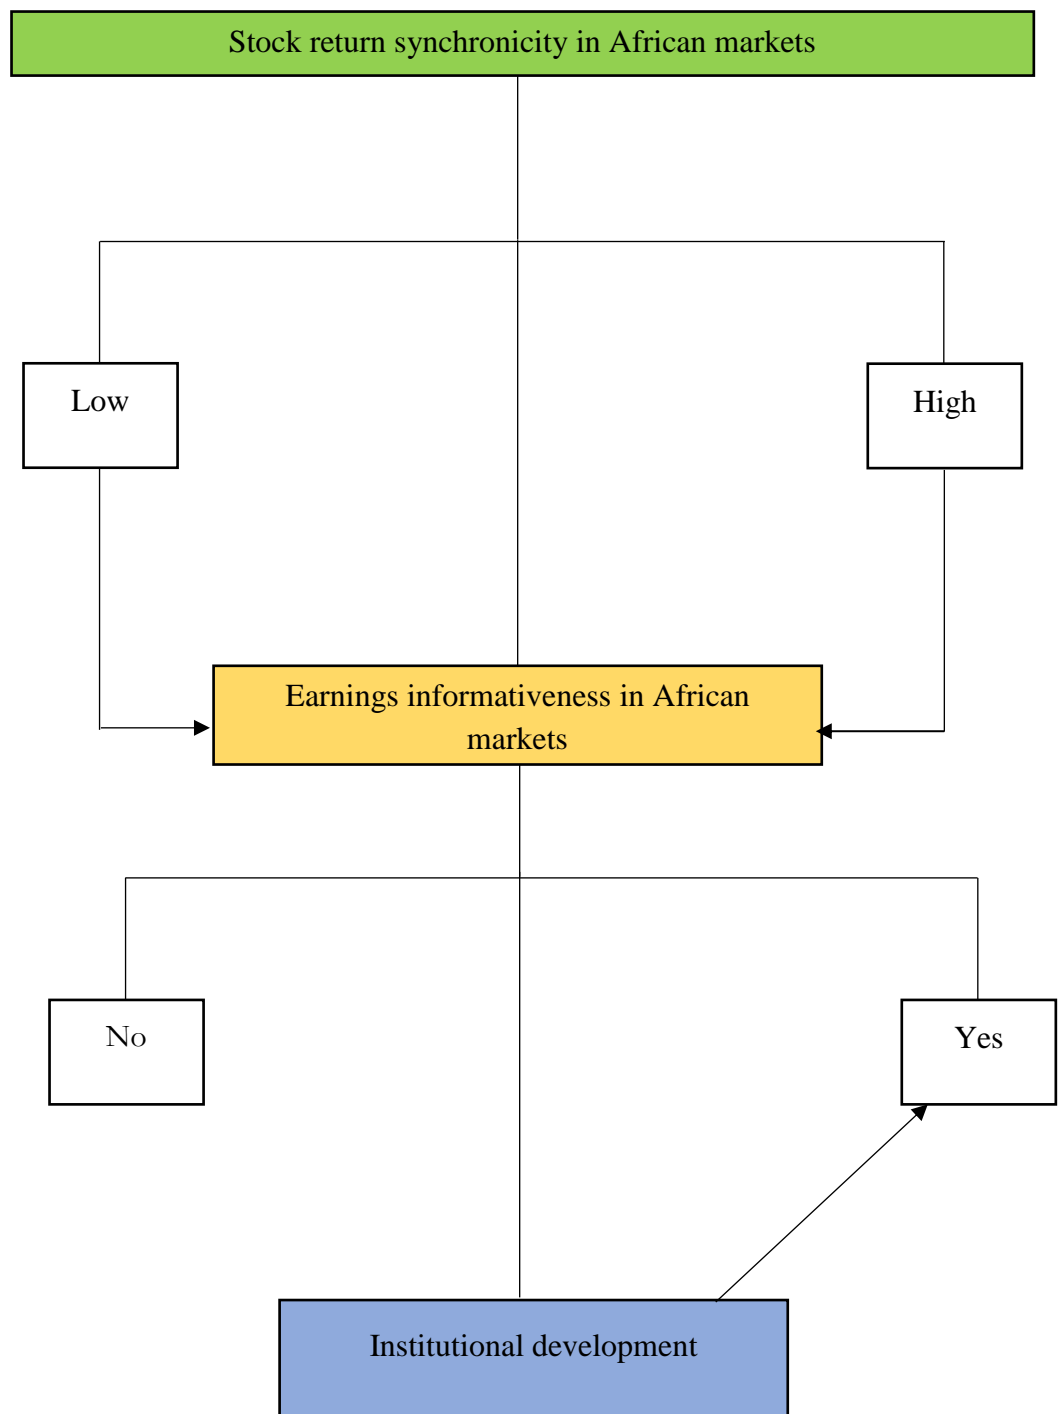 Stock return synchronicity in African markets
Low
High
Earnings informativeness in African
markets
No
Yes
Institutional development